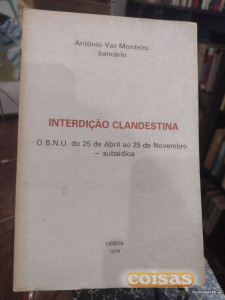 António Vaz Monteiro
bancário
INTERDIÇÃO CLANDESTINA
O B.N.U. do 25 de Abril ao 25 de Novembro
— subsídios
LISBOA
coisas